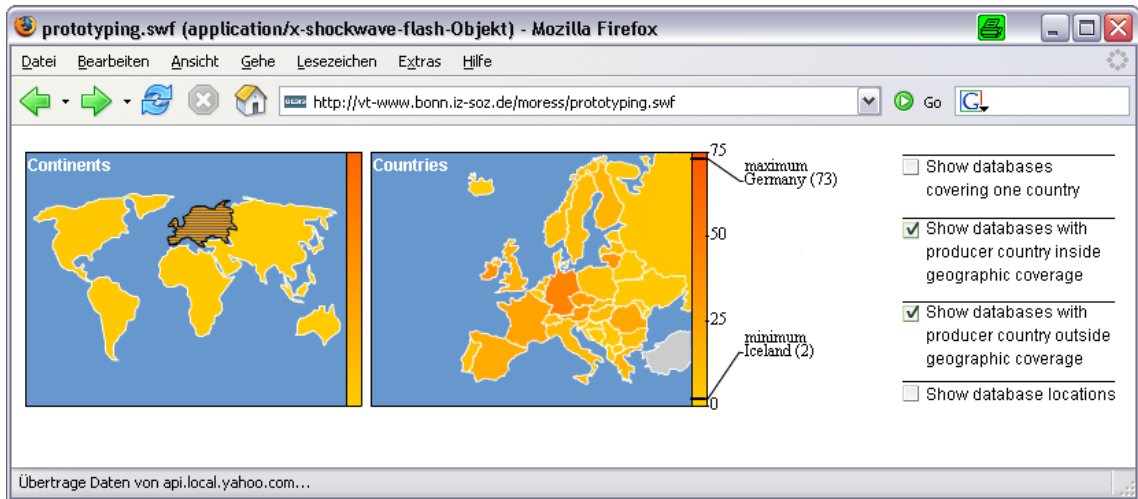 prototyping.swf (application/x-shockwave-flash-Objekt) - Mozilla Firefox
Datei Bearbeiten Ansicht Gehe Lesezeichen Extras Hilfe
http://vt-www.bonn.iz-soz.de/moress/prototyping.swf
Go
G
Continents
Countries
75
50
25
0
maximum
Germany (73)
minimum
Iceland (2)
Show databases
covering one country
Show databases with
producer country inside
geographic coverage
Show databases with
producer country outside
geographic coverage
Show database locations
Übertrage Daten von api.local.yahoo.com...